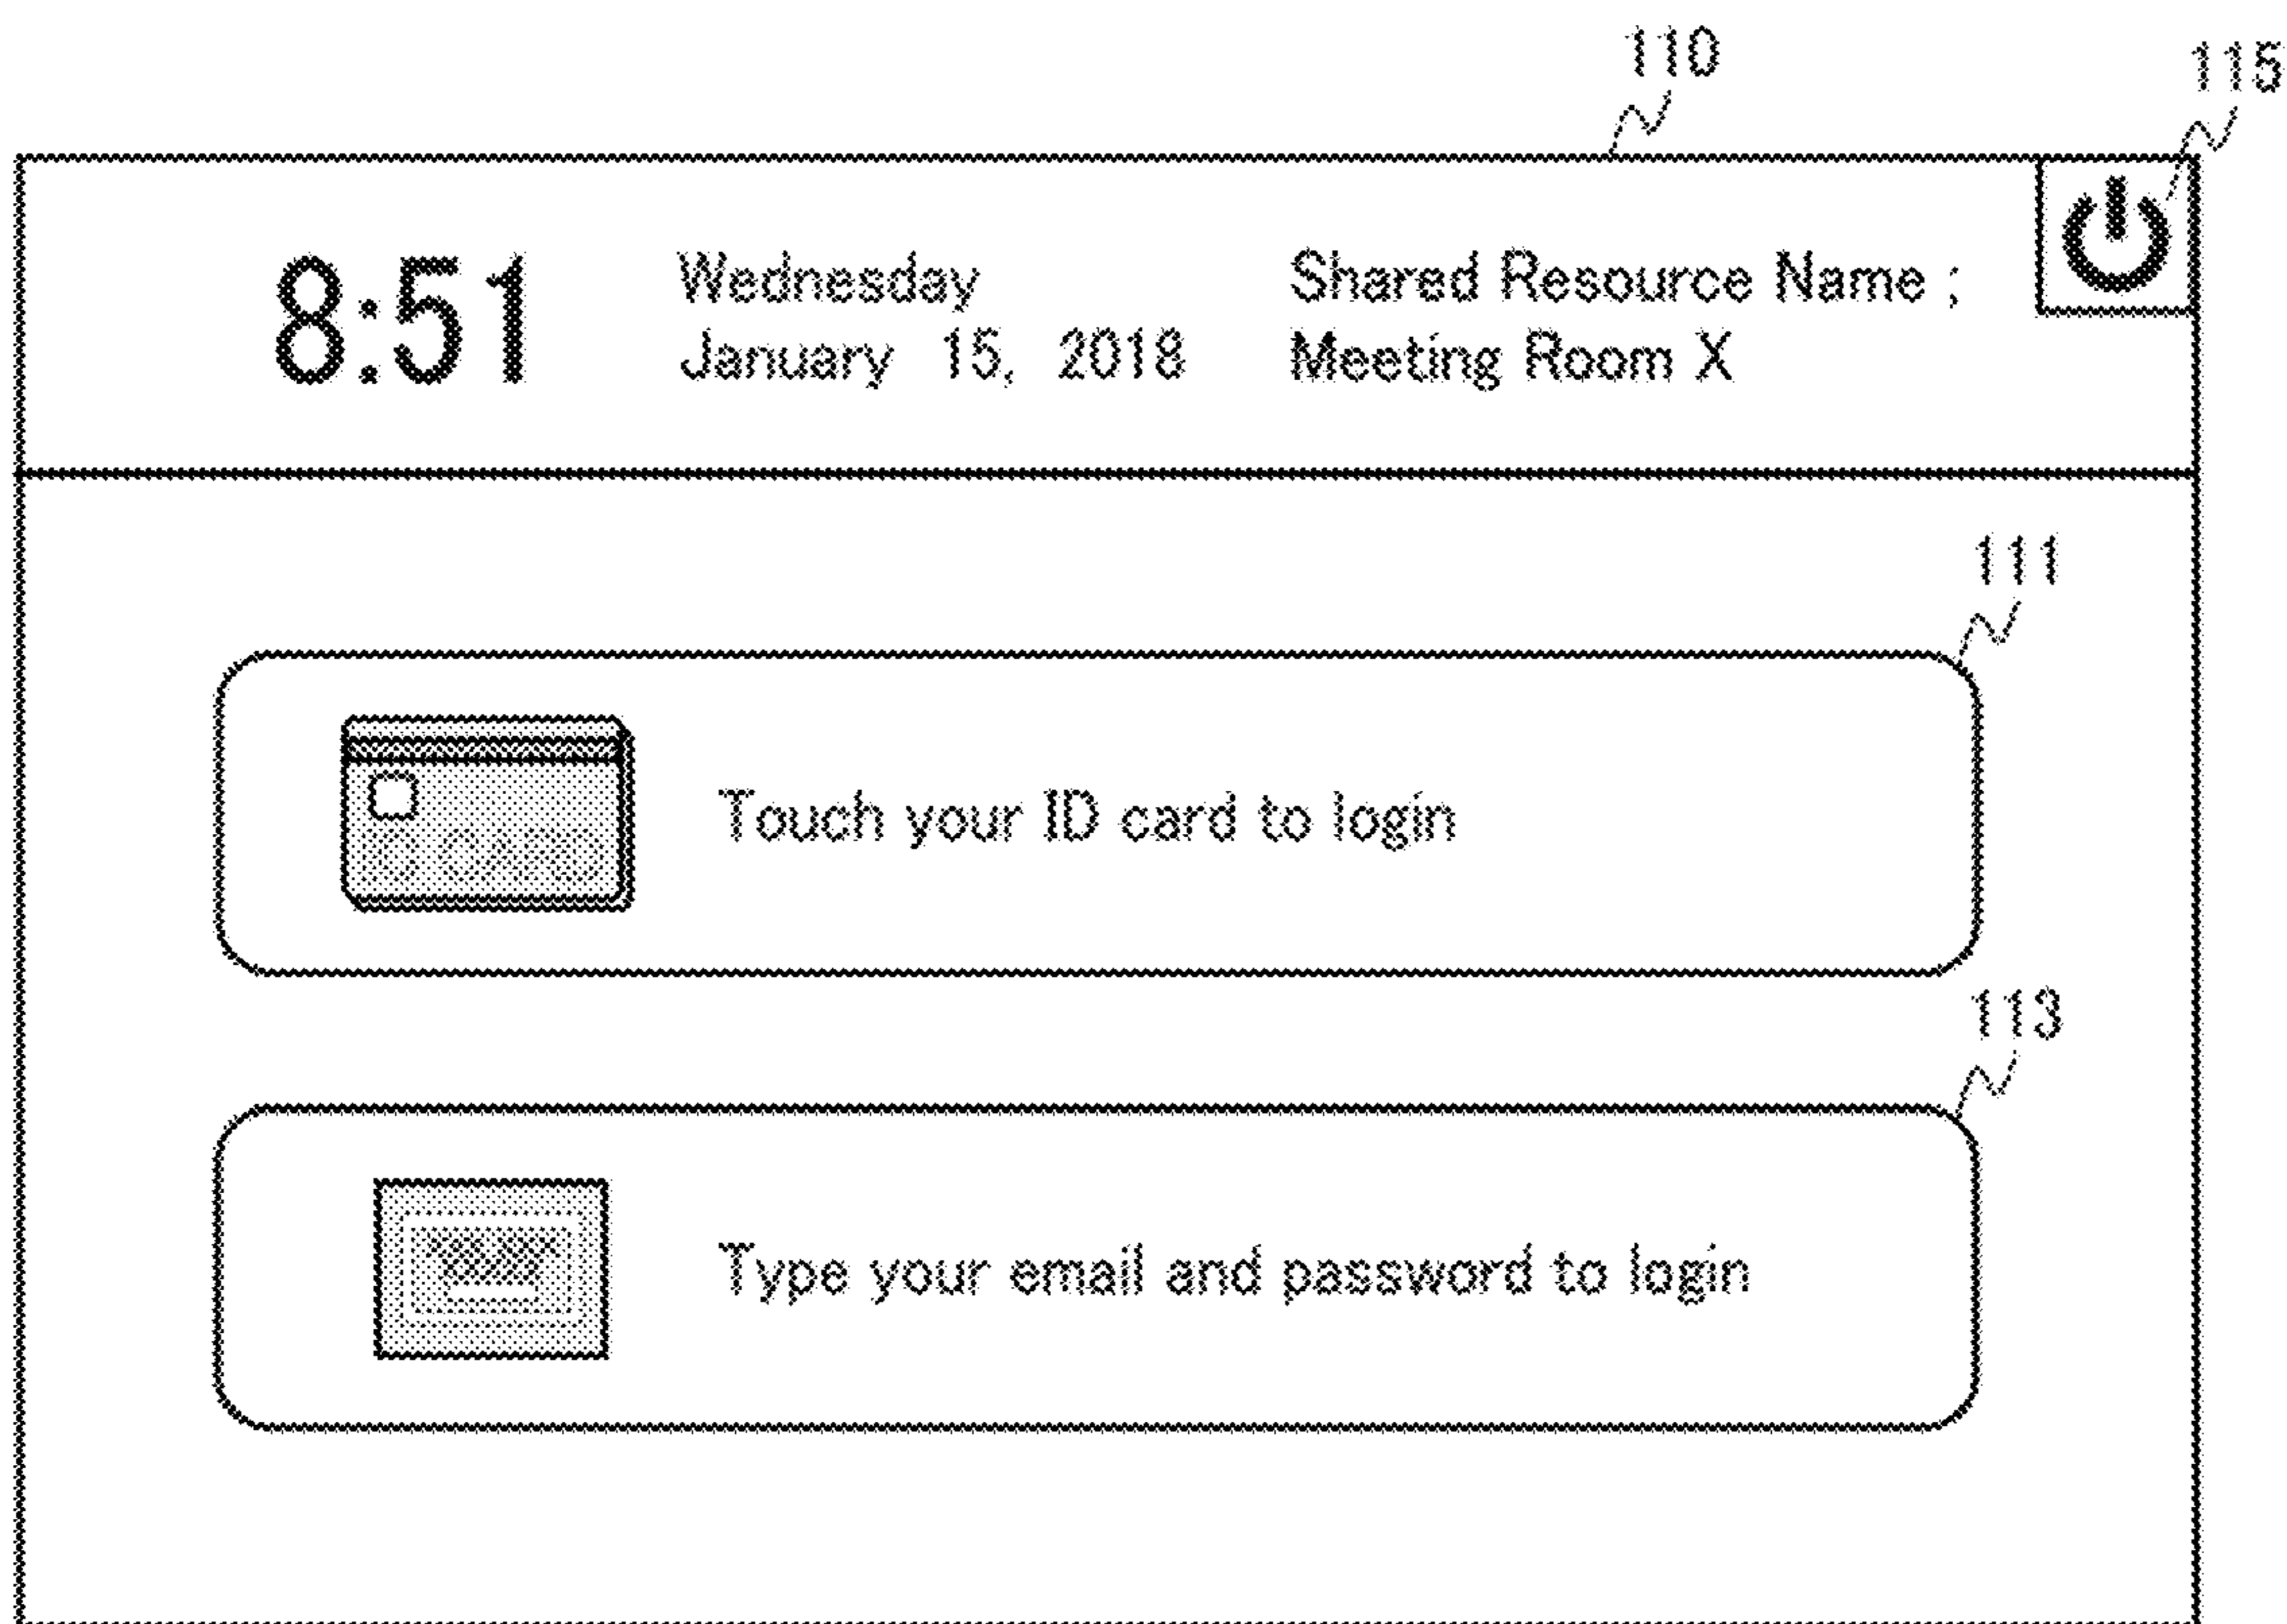 110
115
8:51
Wednesday
January 15, 2018
Shared Resource Name ;
Meeting Room X
111
Touch your ID card to login
113
Type your email and password to login